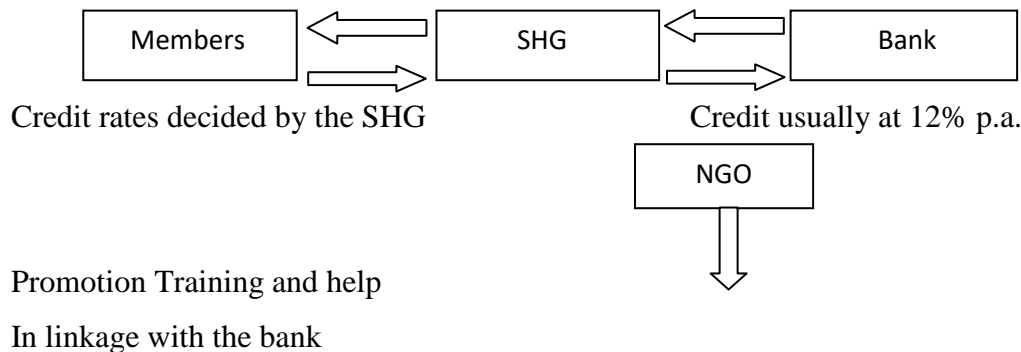 Members SHG Bank
Credit rates decided by the SHG Credit usually at 12% p.a.
NGO
Promotion Training and help
In linkage with the bank